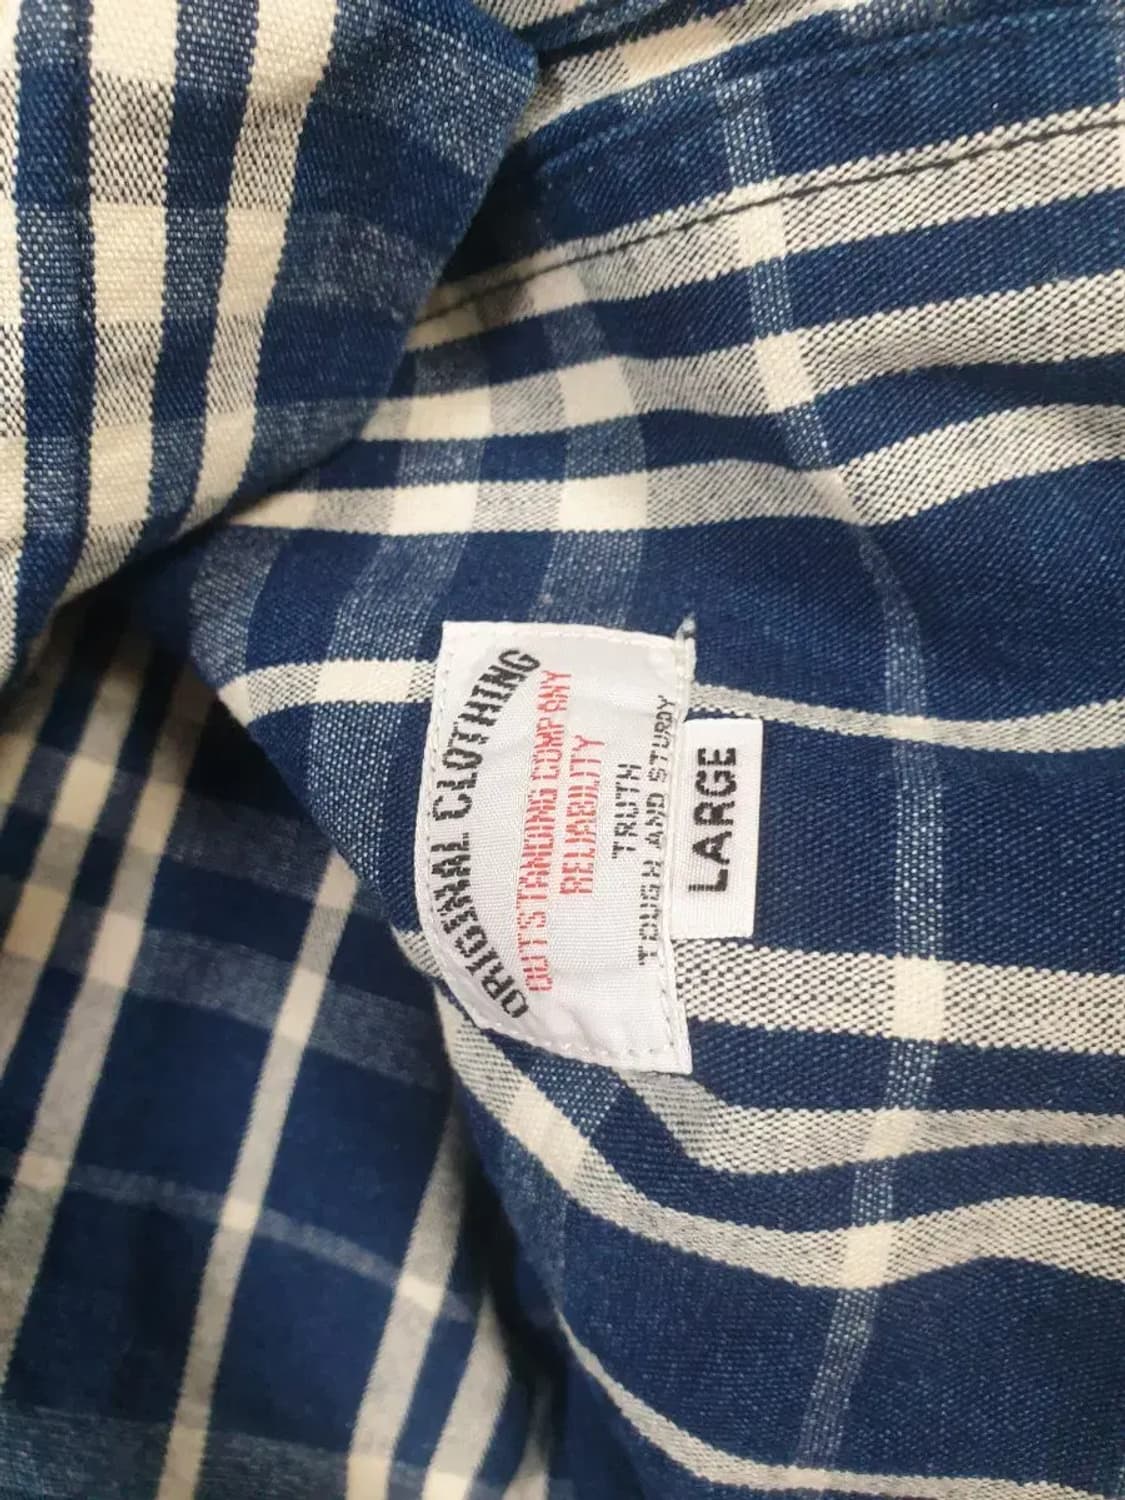 ORIGINAL CLOTHING
OUTSTANDING COMPANY
RELIABILITY
TRUTH
TOUGH AND STURDY
LARGE